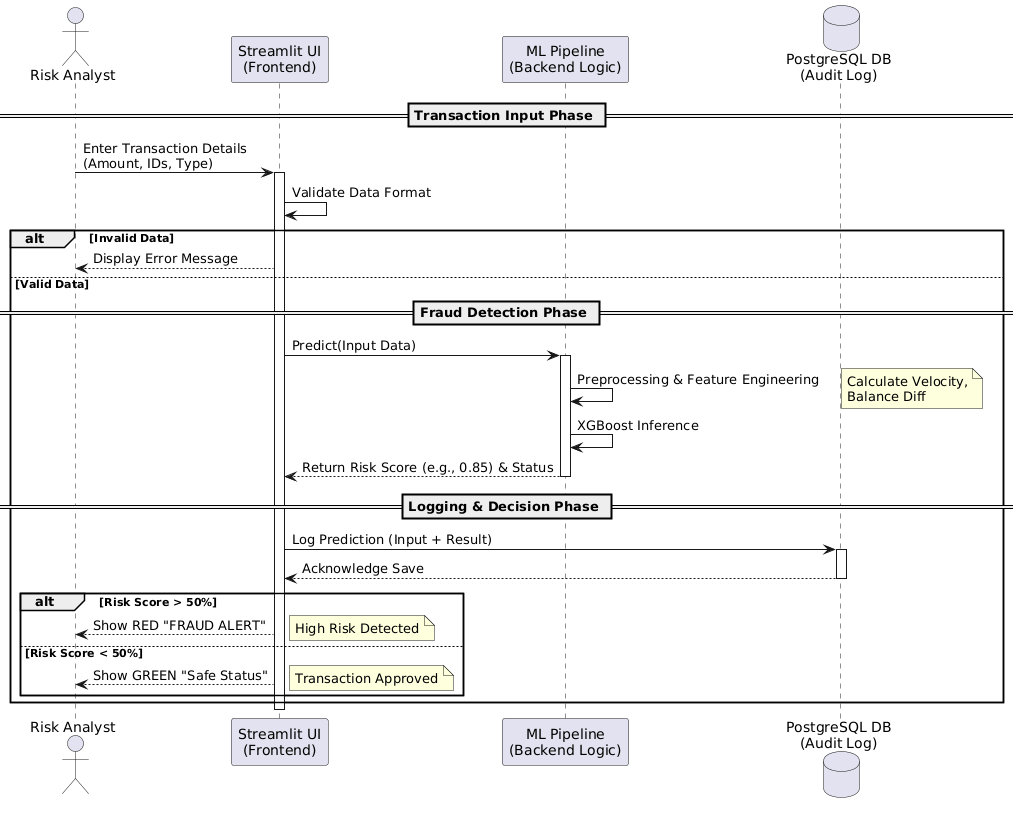 Risk Analyst
Streamlit UI
(Frontend)
ML Pipeline
(Backend Logic)
PostgreSQL DB
(Audit Log)
Transaction Input Phase
Enter Transaction Details
(Amount, IDs, Type)
Validate Data Format
alt
[Invalid Data]
Display Error Message
[Valid Data]
Fraud Detection Phase
Predict(Input Data)
Preprocessing & Feature Engineering
Calculate Velocity,
Balance Diff
XGBoost Inference
Return Risk Score (e.g., 0.85) & Status
Logging & Decision Phase
Log Prediction (Input + Result)
Acknowledge Save
alt
[Risk Score > 50%]
Show RED "FRAUD ALERT"
High Risk Detected
[Risk Score < 50%]
Show GREEN "Safe Status"
Transaction Approved
Risk Analyst
Streamlit UI
(Frontend)
ML Pipeline
(Backend Logic)
PostgreSQL DB
(Audit Log)